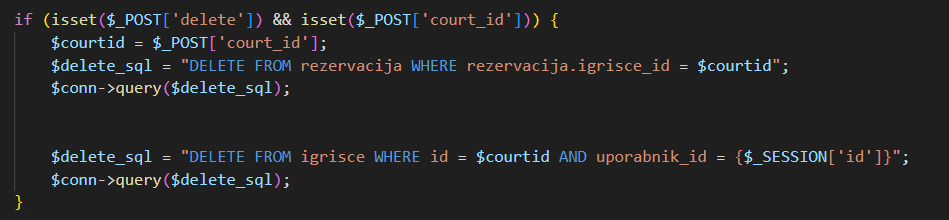 if (isset($_POST['delete']) && isset($_POST['court_id'])) {
$courtid = $_POST['court_id'];
$delete_sql = "DELETE FROM rezervacija WHERE rezervacija.igrisce_id = $courtid";
$conn->query($delete_sql);
$delete_sql = "DELETE FROM igrisce WHERE id = $courtid AND uporabnik_id = {$_SESSION['id']}";
$conn->query($delete_sql);
}